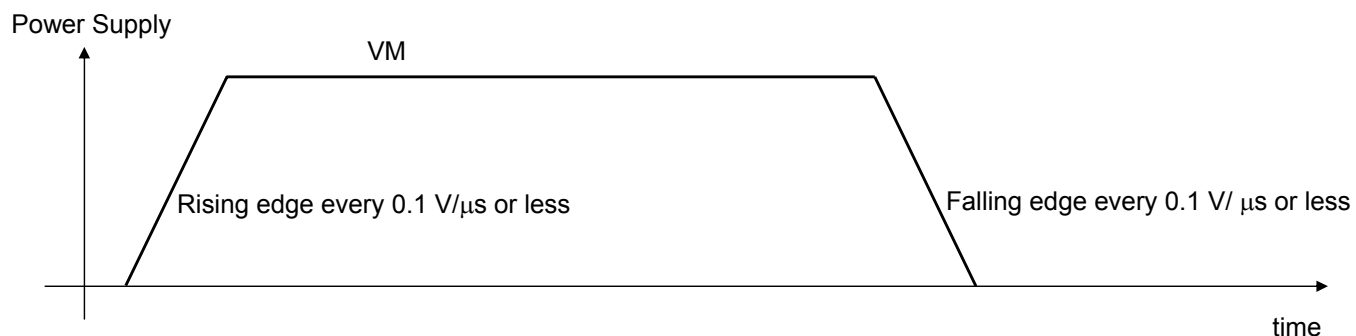 Power Supply
VM
Rising edge every 0.1 V/μs or less
Falling edge every 0.1 V/ μs or less
time